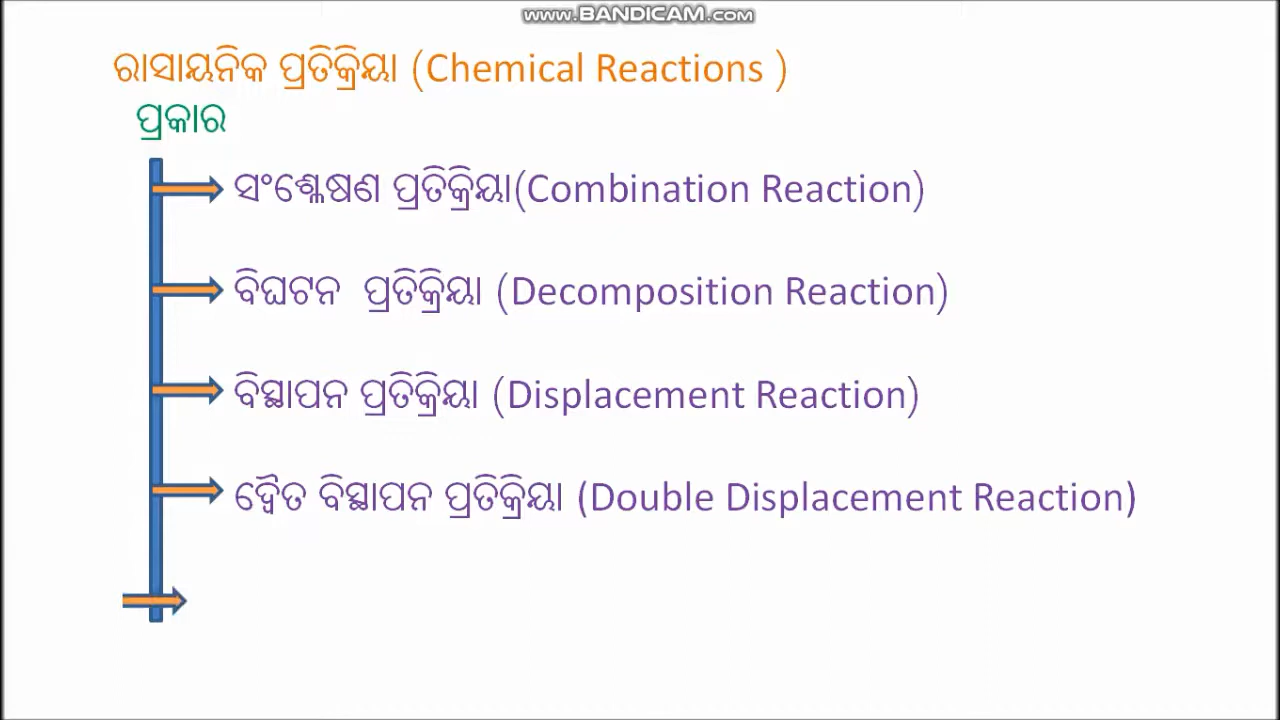 www.BANDICAM.com
ରାସାୟନିକ ପ୍ରତିକ୍ରିୟା (Chemical Reactions )
ପ୍ରକାର
ସଂଶ୍ଳେଷଣ ପ୍ରତିକ୍ରିୟା(Combination Reaction)
ବିଘଟନ ପ୍ରତିକ୍ରିୟା (Decomposition Reaction)
ବିସ୍ଥାପନ ପ୍ରତିକ୍ରିୟା (Displacement Reaction)
ଦ୍ୱୈତ ବିସ୍ଥାପନ ପ୍ରତିକ୍ରିୟା (Double Displacement Reaction)